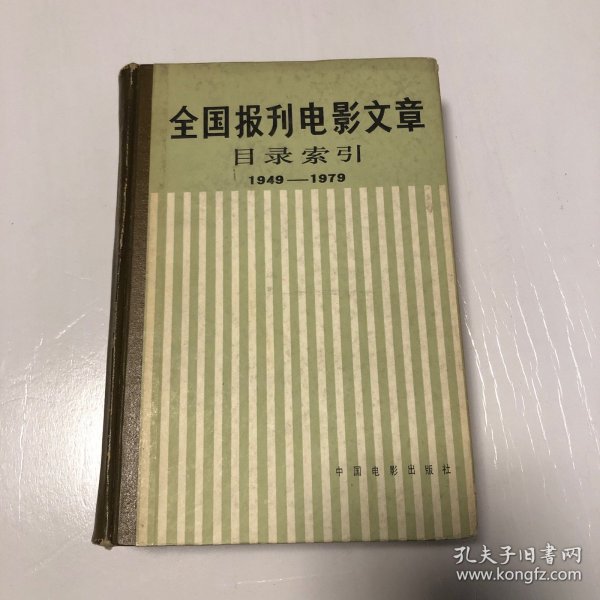 全国报刊电影文章
目录索引
1949—1979
中国电影出版社
孔夫子旧书网
www.kongfz.com